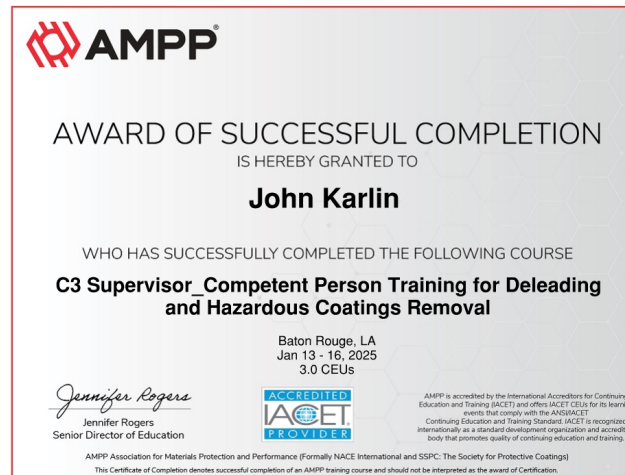 AMPP
AWARD OF SUCCESSFUL COMPLETION
IS HEREBY GRANTED TO
John Karlin
WHO HAS SUCCESSFULLY COMPLETED THE FOLLOWING COURSE
C3 Supervisor_Competent Person Training for Deleading
and Hazardous Coatings Removal
Baton Rouge, LA
Jan 13 - 16, 2025
3.0 CEUs
Jennifer Rogers
Jennifer Rogers
Senior Director of Education
ACCREDITED
IACET
PROVIDER
AMPP is accredited by the International Accreditors for Continuing
Education and Training (IACET) and offers IACET CEUs for its learni
events that comply with the ANSI/IACET
Continuing Education and Training Standard. IACET is recognized
internationally as a standard development organization and accredit
body that promotes quality of continuing education and training.
AMPP Association for Materials Protection and Performance (Formally NACE International and SSPC: The Society for Protective Coatings)
This Certificate of Completion denotes successful completion of an AMPP training course and should not be interpreted as the award of Certification.